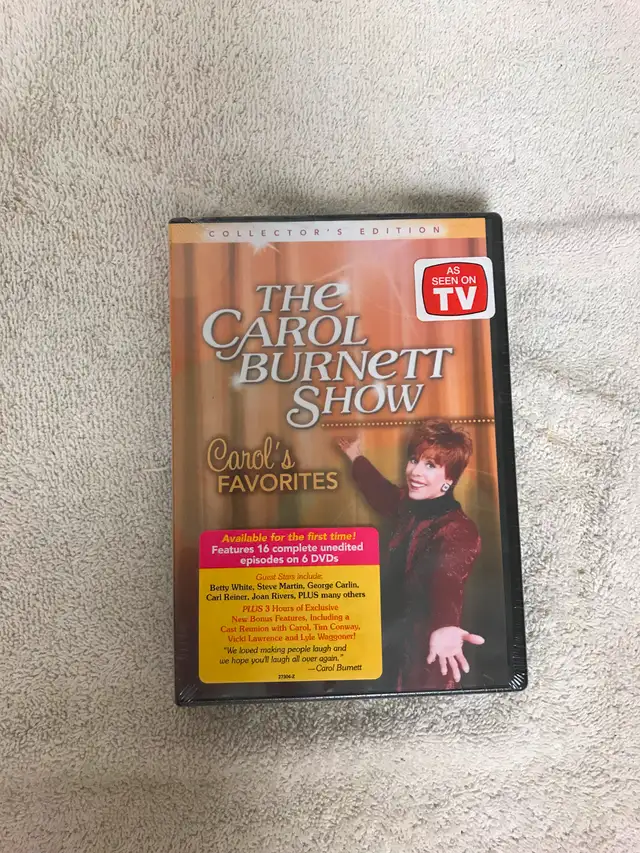 COLLECTOR'S EDITION
AS
SEEN ON
TV
THE
CAROL
BURNETT
SHOW
Carol's
FAVORITES
Available for the first time!
Features 16 complete unedited
episodes on 6 DVDs
Guest Stars include:
Betty White, Steve Martin, George Carlin,
Carl Reiner, Joan Rivers, PLUS many others
PLUS 3 Hours of Exclusive
New Bonus Features, Including a
Cast Reunion with Carol, Tim Conway,
Vicki Lawrence and Lyle Waggoner!
"We loved making people laugh and
we hope you'll laugh all over again."
—Carol Burnett
27304-Z